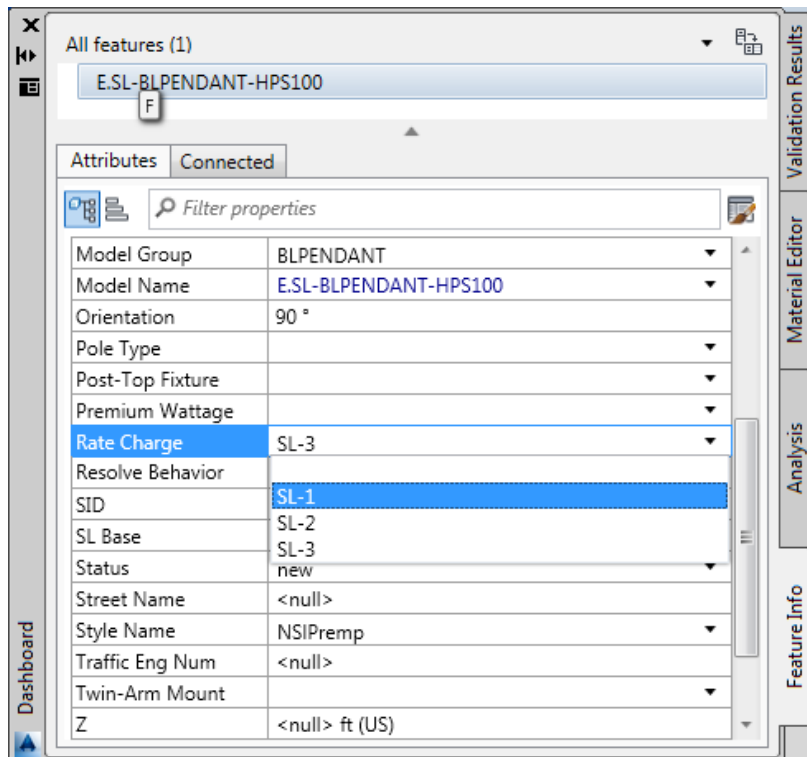 All features (1)
E.SL-BLPENDANT-HPS100
F
Attributes Connected
Filter properties
Model Group BLPENDANT
Model Name E.SL-BLPENDANT-HPS100
Orientation 90 °
Pole Type
Post-Top Fixture
Premium Wattage
Rate Charge SL-3
Resolve Behavior
SID SL-1
SL-2
SL Base SL-3
Status new
Street Name <null>
Style Name NSIPremp
Traffic Eng Num <null>
Twin-Arm Mount
Z <null> ft (US)
Dashboard
Validation Results
Material Editor
Analysis
Feature Info